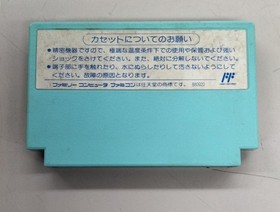 カセットについてのお願い
●精密機器ですので、極端な温度条件下での使用や保管および強い
ショックをさけてください。また、絶対に分解しないでください。
●端子部に手を触れたり、水にぬらしたりして汚さないようにして
ください。故障の原因となります。
ファミリー コンピュータ ファミコンは任天堂の商標です。
FF